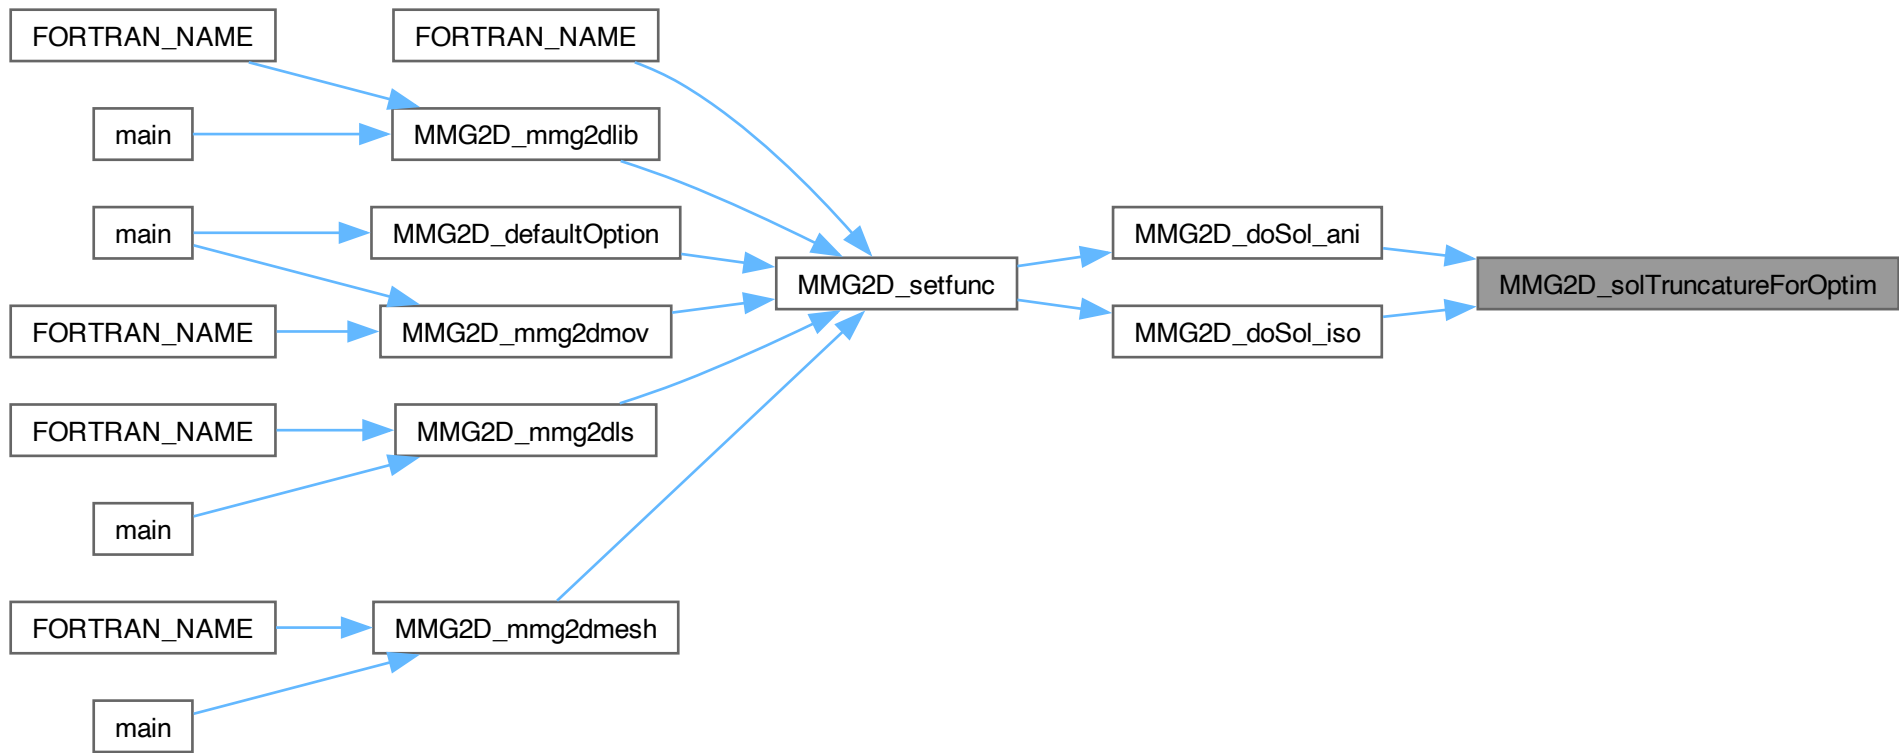 FORTRAN_NAME
FORTRAN_NAME
main
MMG2D_mmg2dlib
main
MMG2D_defaultOption
MMG2D_doSol_ani
MMG2D_setfunc
MMG2D_solTruncatureForOptim
FORTRAN_NAME
MMG2D_mmg2dmov
MMG2D_doSol_iso
FORTRAN_NAME
MMG2D_mmg2dls
main
FORTRAN_NAME
MMG2D_mmg2dmesh
main